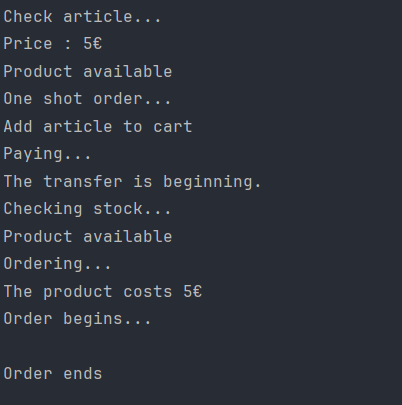 Check article...
Price : 5€
Product available
One shot order...
Add article to cart
Paying...
The transfer is beginning.
Checking stock...
Product available
Ordering...
The product costs 5€
Order begins...
Order ends